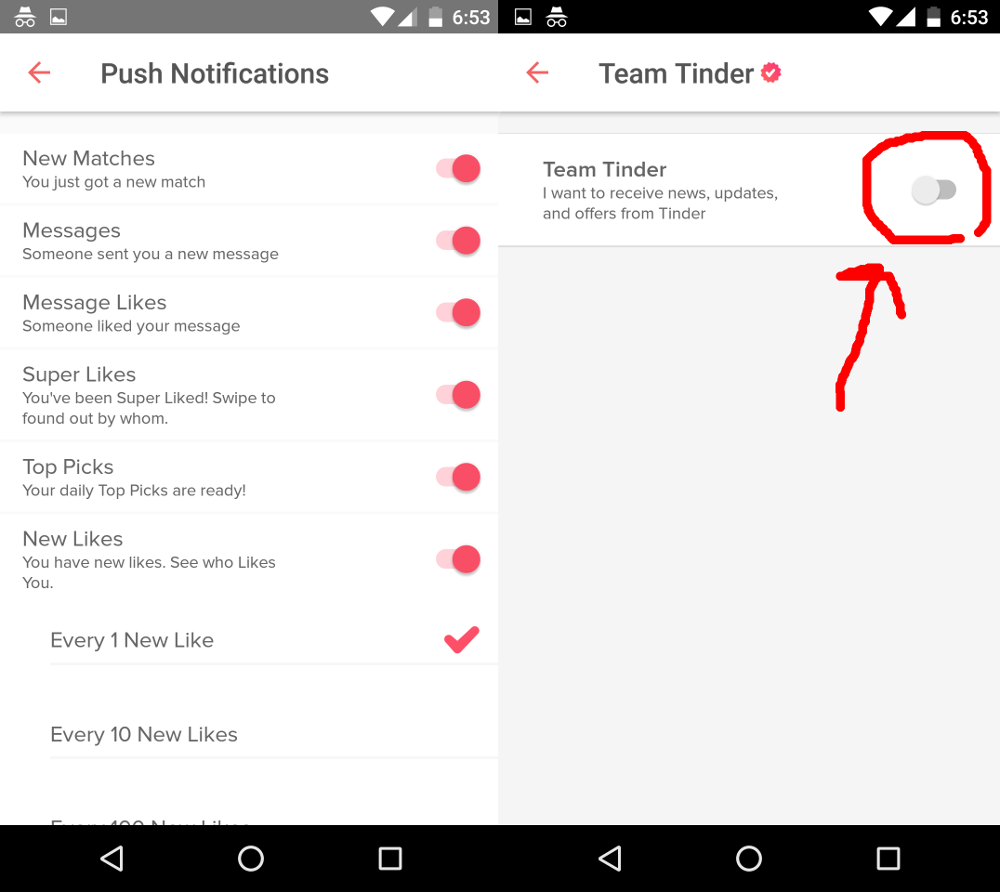 6:53
Push Notifications
New Matches
You just got a new match
Messages
Someone sent you a new message
Message Likes
Someone liked your message
Super Likes
You've been Super Liked! Swipe to
found out by whom.
Top Picks
Your daily Top Picks are ready!
New Likes
You have new likes. See who Likes
You.
Every 1 New Like
Every 10 New Likes
Every 100 New Likes
6:53
Team Tinder
Team Tinder
I want to receive news, updates,
and offers from Tinder